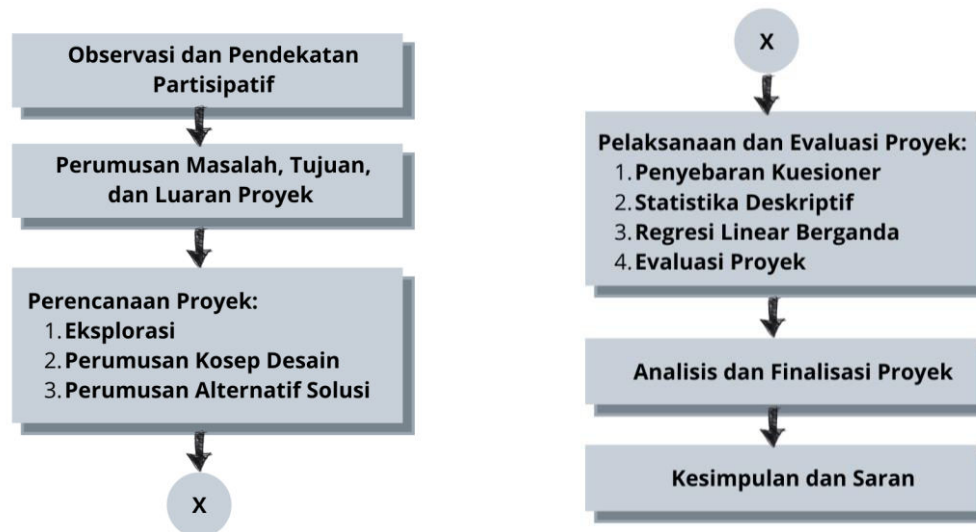 Observasi dan Pendekatan
Partisipatif
Perumusan Masalah, Tujuan,
dan Luaran Proyek
Perencanaan Proyek:
1. Eksplorasi
2. Perumusan Kosep Desain
3. Perumusan Alternatif Solusi
X
X
Pelaksanaan dan Evaluasi Proyek:
1. Penyebaran Kuesioner
2. Statistika Deskriptif
3. Regresi Linear Berganda
4. Evaluasi Proyek
Analisis dan Finalisasi Proyek
Kesimpulan dan Saran